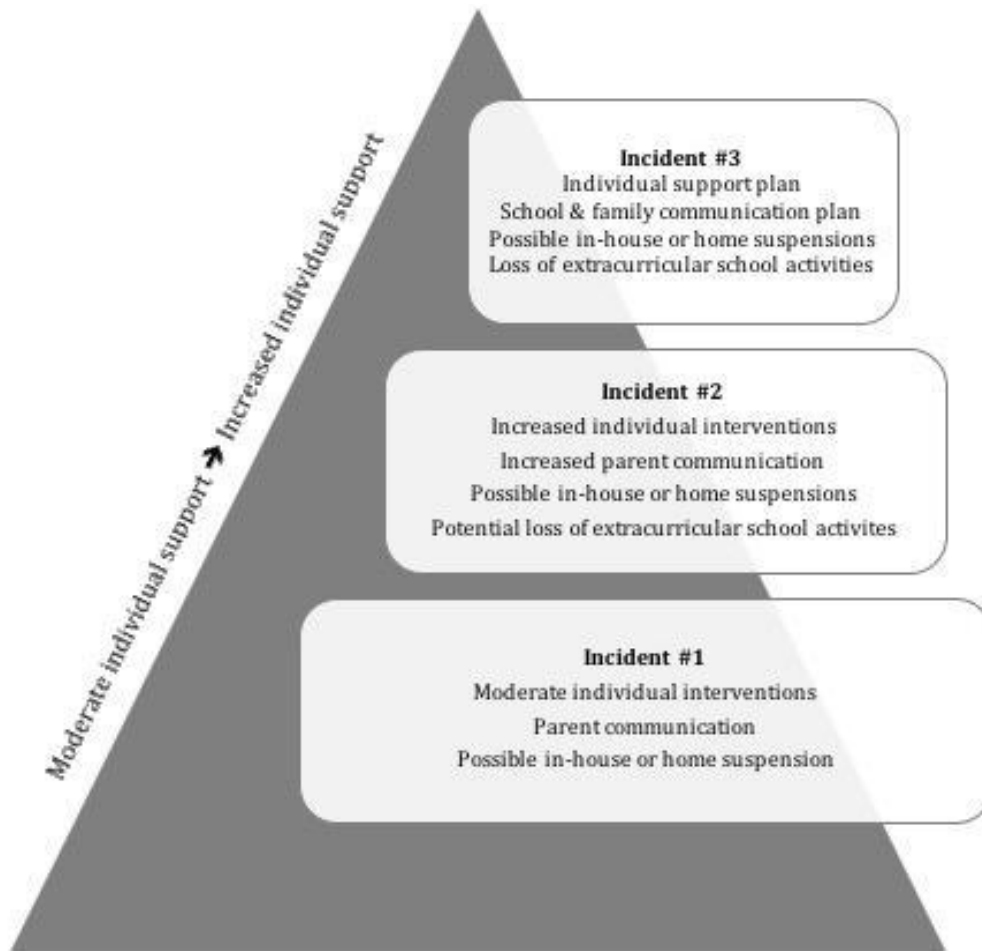 Moderate individual support → Increased individual support
Incident #3
Individual support plan
School & family communication plan
Possible in-house or home suspensions
Loss of extracurricular school activities
Incident #2
Increased individual interventions
Increased parent communication
Possible in-house or home suspensions
Potential loss of extracurricular school activites
Incident #1
Moderate individual interventions
Parent communication
Possible in-house or home suspension